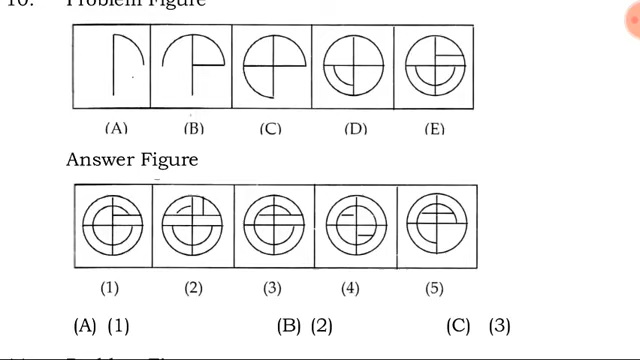 10. Problem Figure
(A) (B) (C) (D) (E)
Answer Figure
(1) (2) (3) (4) (5)
(A) (1) (B) (2) (C) (3)